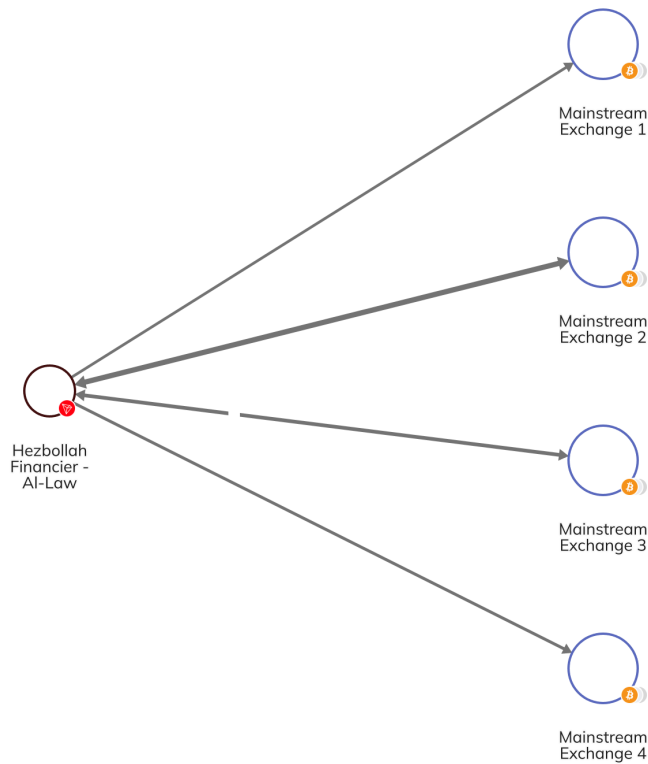 Mainstream
Exchange 1
Mainstream
Exchange 2
Hezbollah
Financier -
Al-Law
Mainstream
Exchange 3
Mainstream
Exchange 4